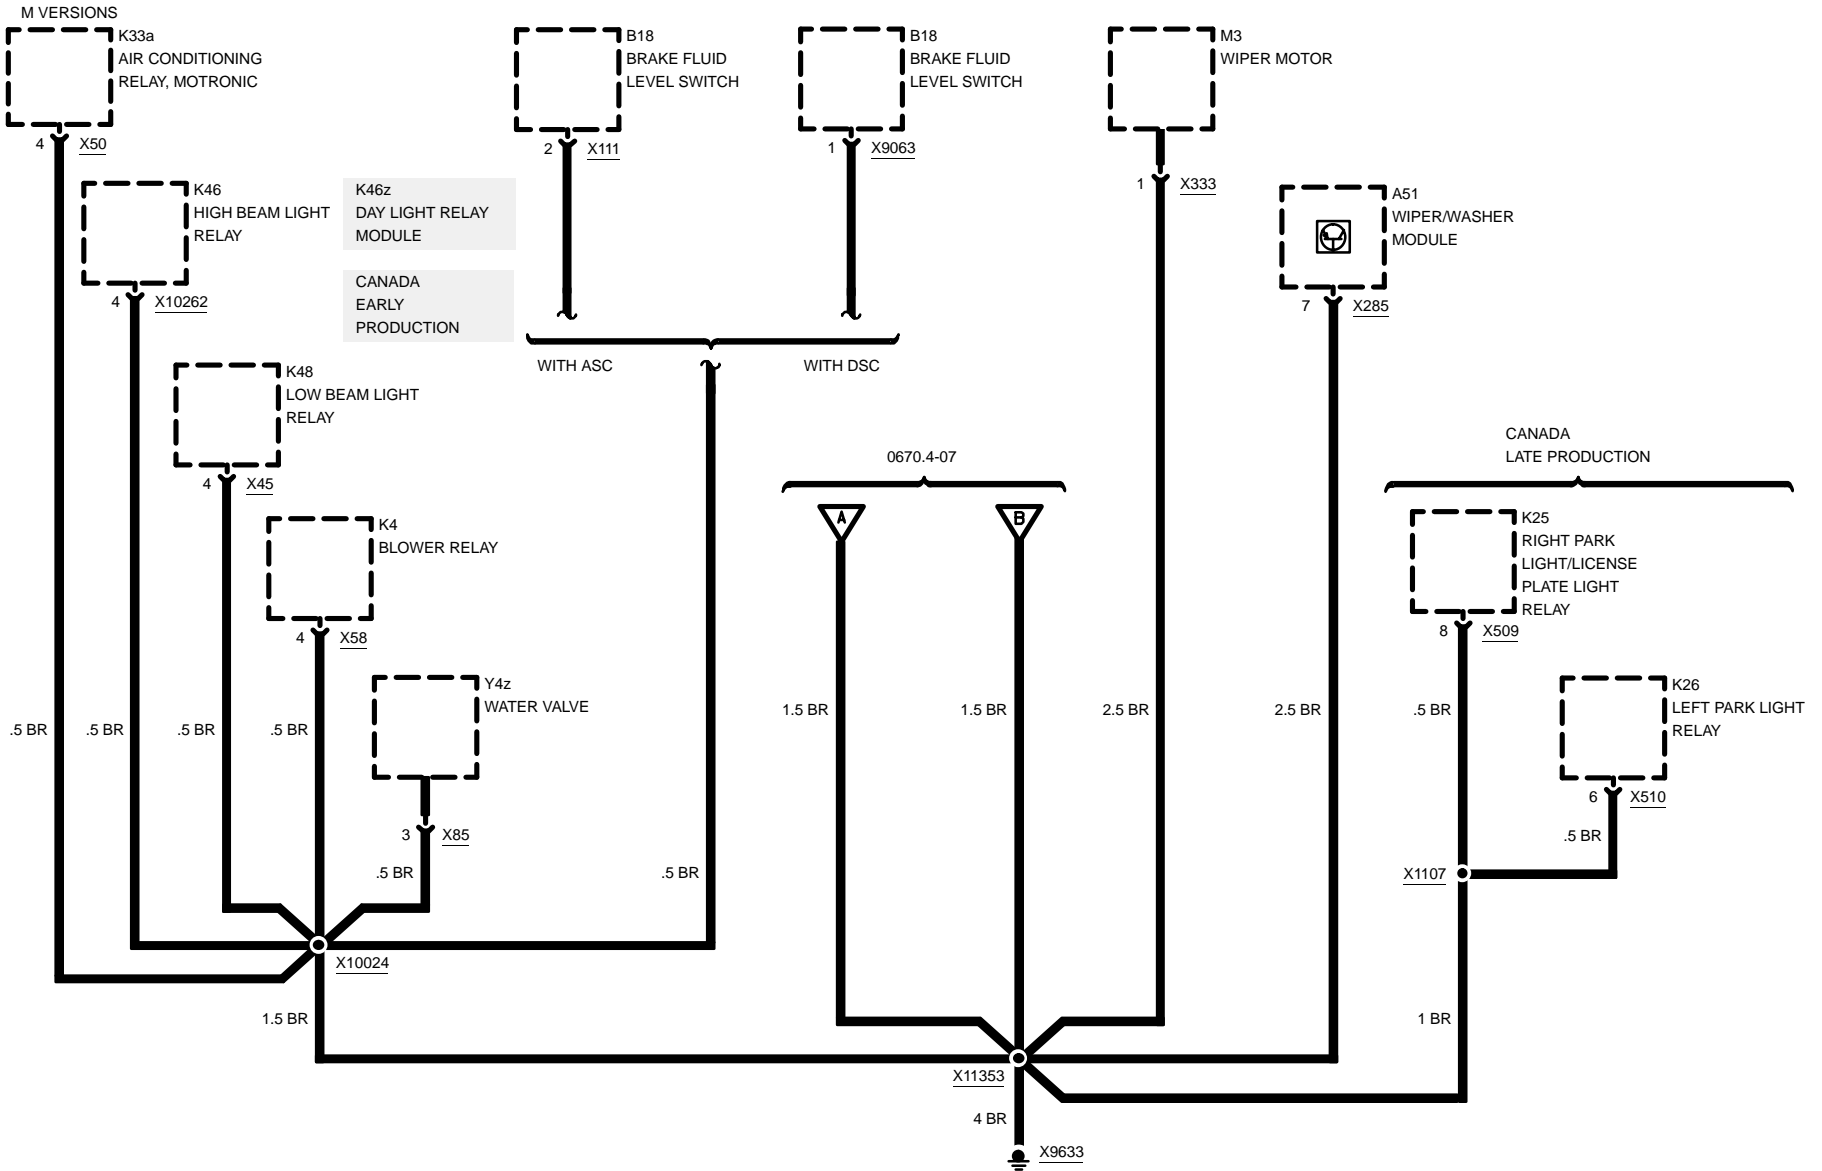 M VERSIONS
K33a
AIR CONDITIONING
RELAY, MOTRONIC
4 X50
B18
BRAKE FLUID
LEVEL SWITCH
2 X111
B18
BRAKE FLUID
LEVEL SWITCH
1 X9063
M3
WIPER MOTOR
1 X333
K46
HIGH BEAM LIGHT
RELAY
4 X10262
K46z
DAY LIGHT RELAY
MODULE
CANADA
EARLY
PRODUCTION
A51
WIPER/WASHER
MODULE
7 X285
WITH ASC
WITH DSC
K48
LOW BEAM LIGHT
RELAY
4 X45
0670.4-07
A
B
CANADA
LATE PRODUCTION
K4
BLOWER RELAY
4 X58
K25
RIGHT PARK
LIGHT/LICENSE
PLATE LIGHT
RELAY
8 X509
Y4z
WATER VALVE
3 X85
K26
LEFT PARK LIGHT
RELAY
6 X510
.5 BR
.5 BR
.5 BR
.5 BR
1.5 BR
1.5 BR
2.5 BR
2.5 BR
.5 BR
.5 BR
.5 BR
.5 BR
X1107
X10024
1.5 BR
1 BR
X11353
4 BR
X9633